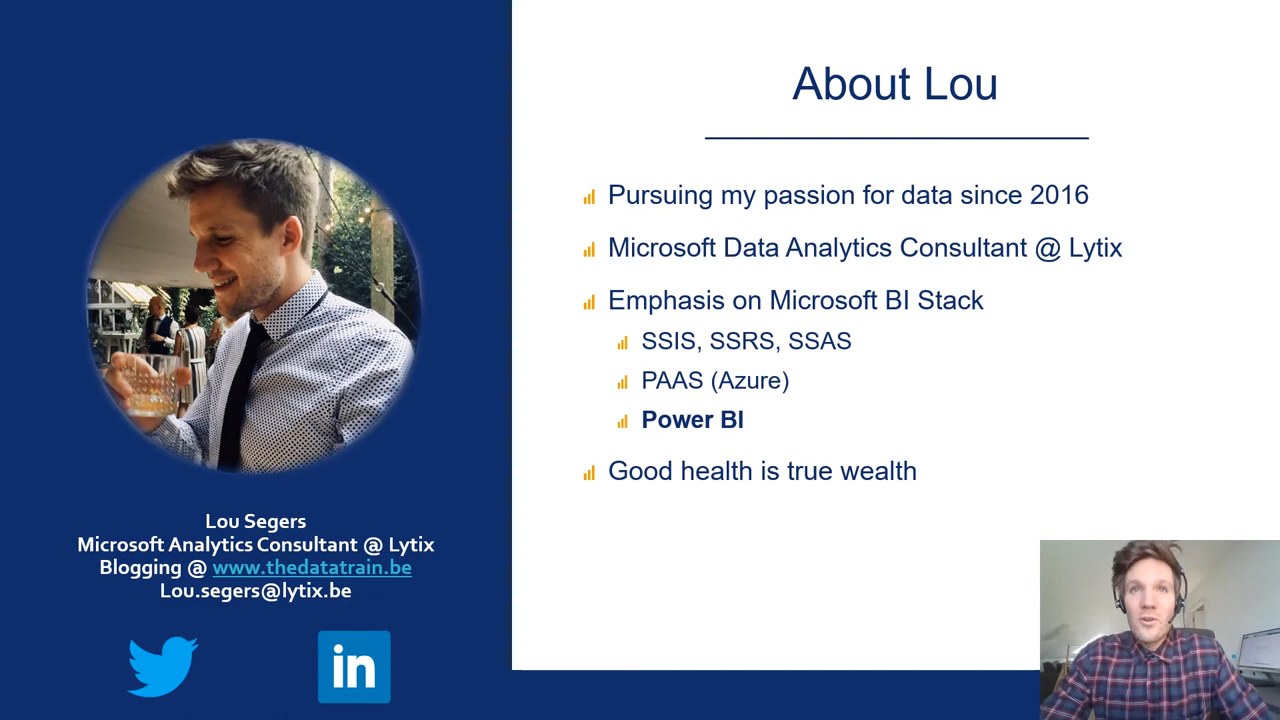 About Lou
Pursuing my passion for data since 2016
Microsoft Data Analytics Consultant @ Lytix
Emphasis on Microsoft BI Stack
SSIS, SSRS, SSAS
PAAS (Azure)
Power BI
Good health is true wealth
Lou Segers
Microsoft Analytics Consultant @ Lytix
Blogging @ www.thedatatrain.be
Lou.segers@lytix.be
in